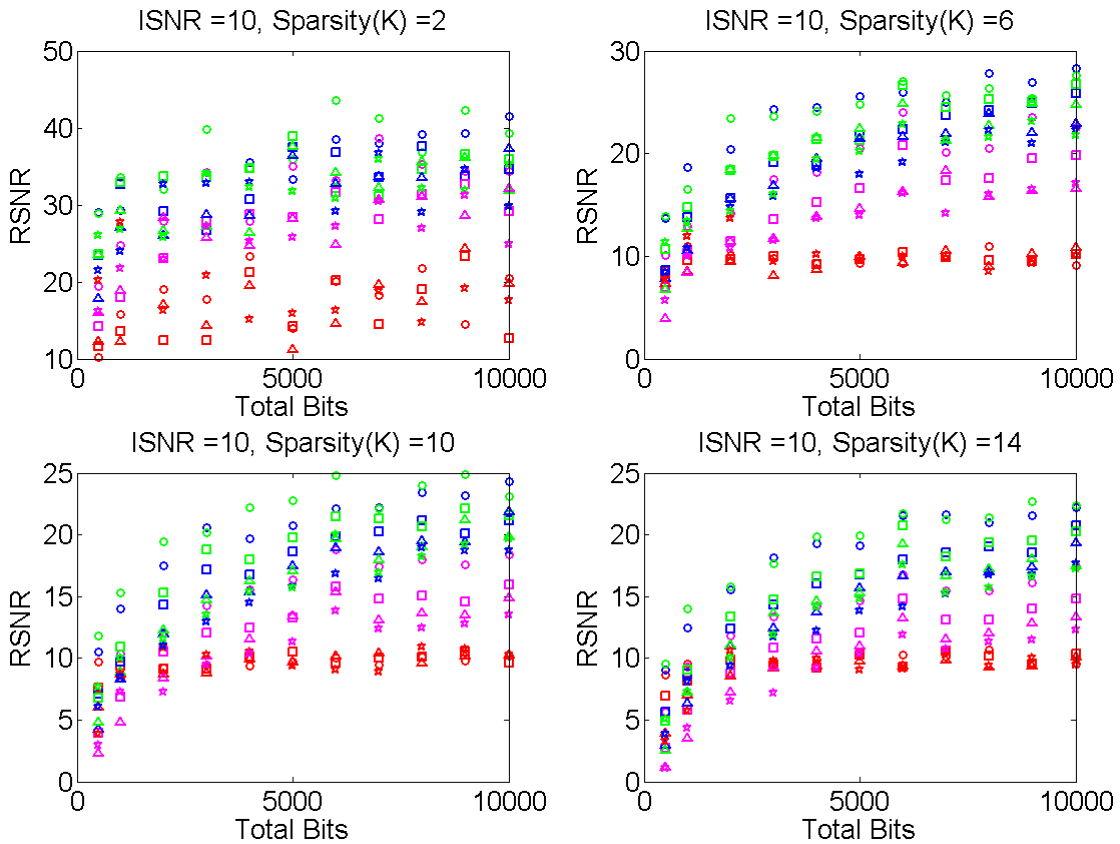 ISNR =10, Sparsity(K) =2
50
40
30
20
10
RSNR
0
5000
10000
Total Bits
ISNR =10, Sparsity(K) =6
30
20
10
0
RSNR
0
5000
10000
Total Bits
ISNR =10, Sparsity(K) =10
25
20
15
10
5
0
RSNR
0
5000
10000
Total Bits
ISNR =10, Sparsity(K) =14
25
20
15
10
5
0
RSNR
0
5000
10000
Total Bits